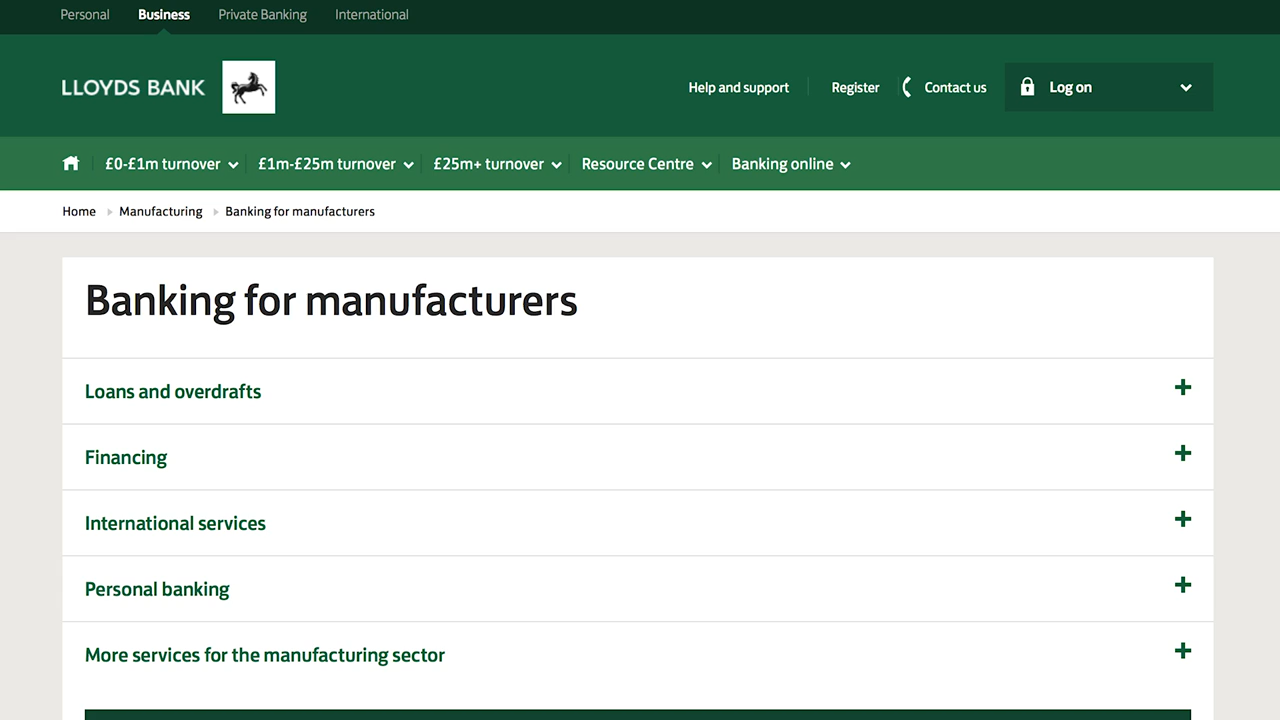 Personal Business Private Banking International
LLOYDS BANK
Help and support Register Contact us Log on
£0-£1m turnover £1m-£25m turnover £25m+ turnover Resource Centre Banking online
Home Manufacturing Banking for manufacturers
Banking for manufacturers
Loans and overdrafts
Financing
International services
Personal banking
More services for the manufacturing sector